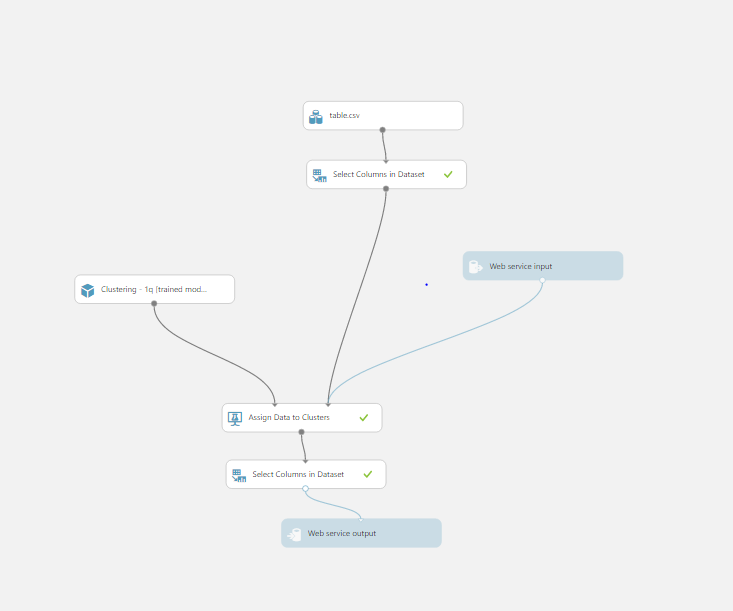 table.csv
Select Columns in Dataset
Web service input
Clustering - 1q [trained mod...
Assign Data to Clusters
Select Columns in Dataset
Web service output